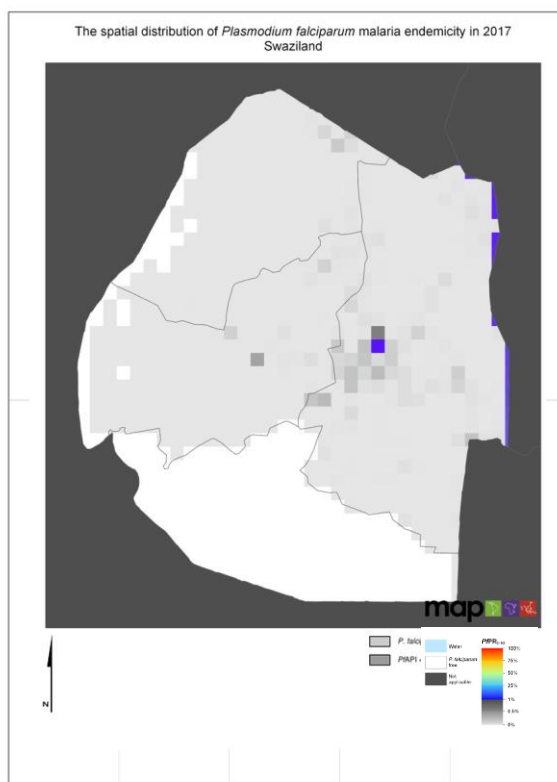 The spatial distribution of Plasmodium falciparum malaria endemicity in 2017
Swaziland
map
N
P. falci
PfAPI
Water
P. falciparum
free
Not
applicable
PfPR
100%
75%
50%
25%
1%
0.5%
0%